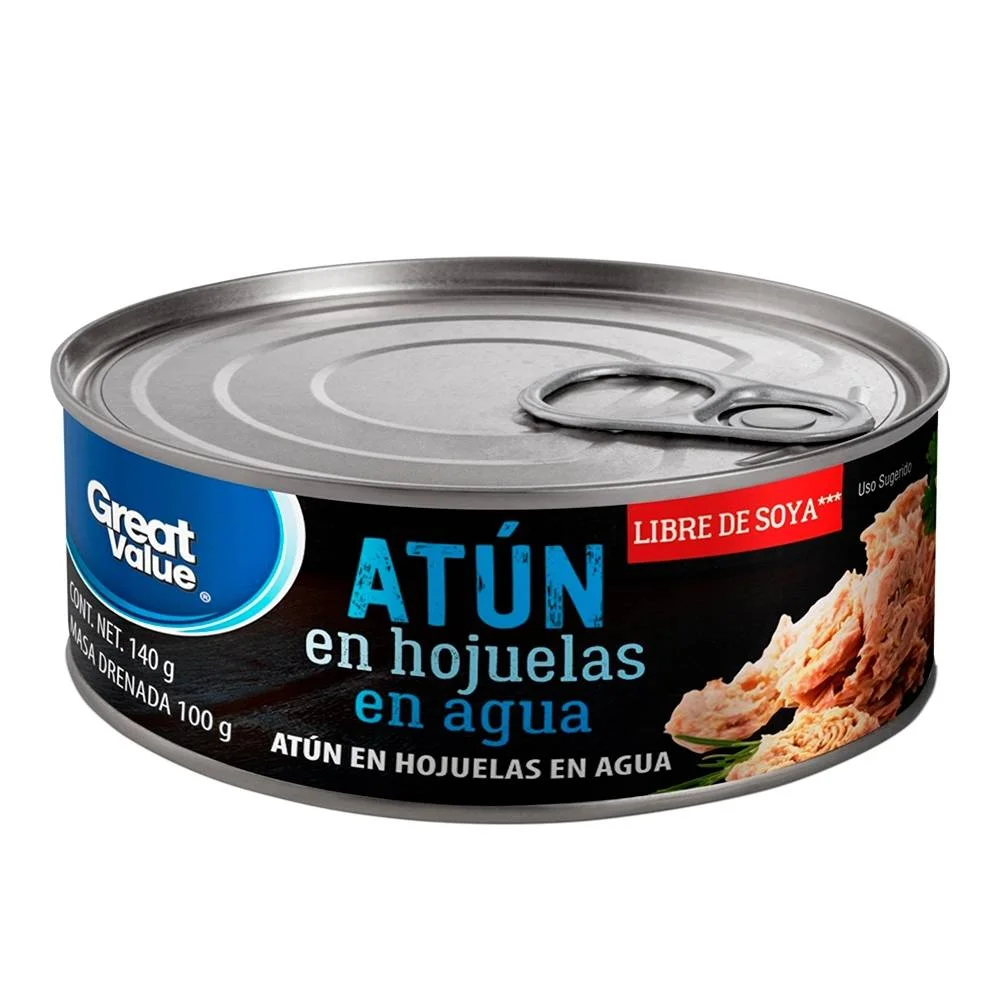 Great
Value
®
CONT. NET. 140 g
MASA DRENADA 100 g
ATÚN
en hojuelas
en agua
ATÚN EN HOJUELAS EN AGUA
LIBRE DE SOYA***
Uso Sugerido